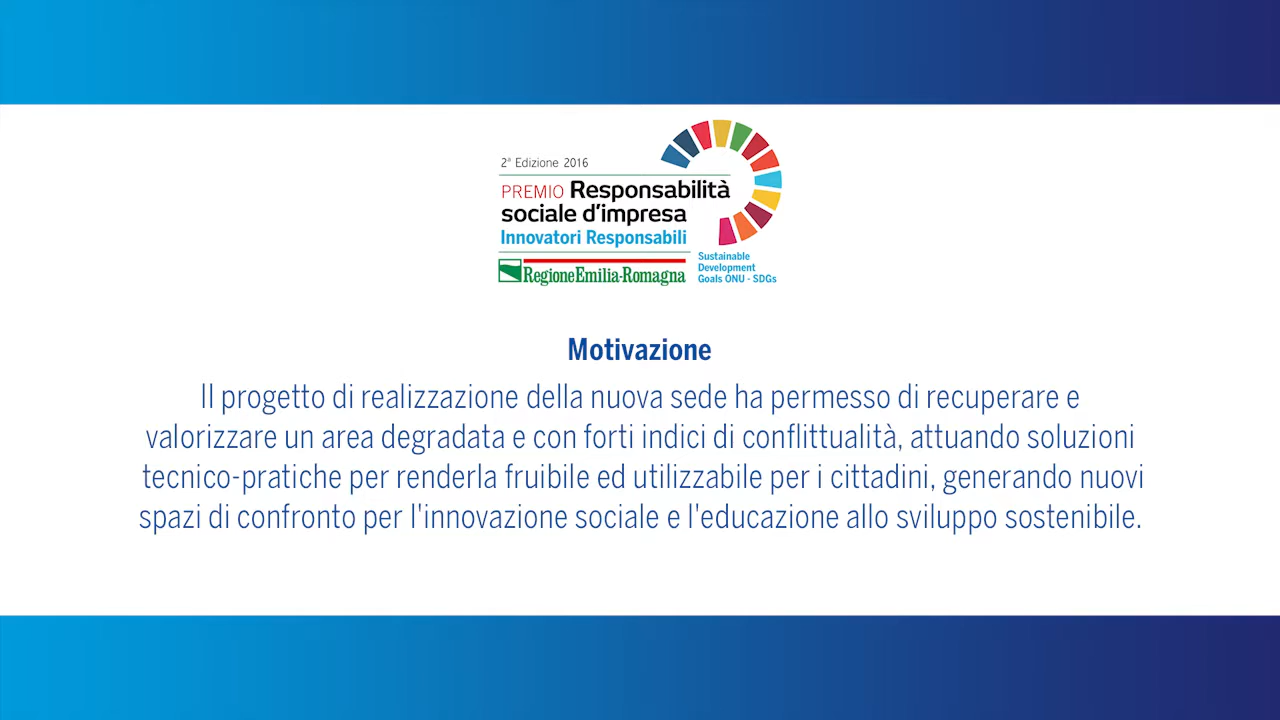 2ª Edizione 2016
PREMIO Responsabilità
sociale d'impresa
Innovatori Responsabili
RegioneEmilia-Romagna
Sustainable
Development
Goals ONU - SDGs
Motivazione
Il progetto di realizzazione della nuova sede ha permesso di recuperare e
valorizzare un area degradata e con forti indici di conflittualità, attuando soluzioni
tecnico-pratiche per renderla fruibile ed utilizzabile per i cittadini, generando nuovi
spazi di confronto per l'innovazione sociale e l'educazione allo sviluppo sostenibile.